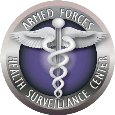 ARMED FORCES
HEALTH SURVEILLANCE CENTER